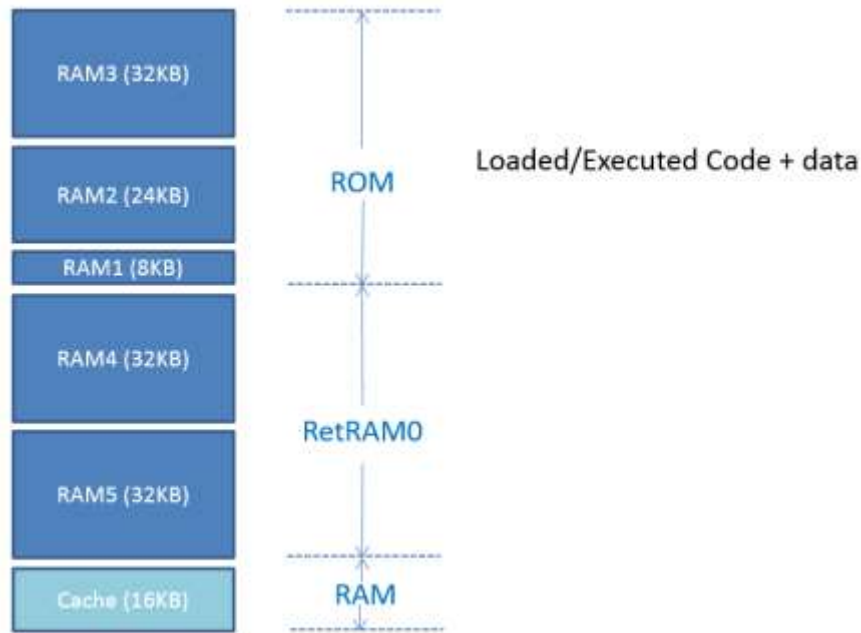 RAM3 (32KB)
Loaded/Executed Code + data
ROM
RAM2 (24KB)
RAM1 (8KB)
RAM4 (32KB)
RetRAM0
RAM5 (32KB)
Cache (16KB)
RAM